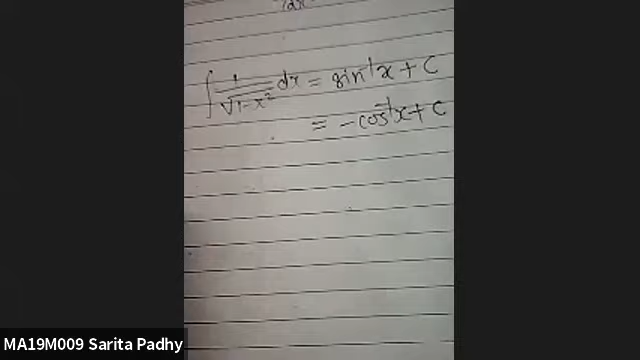 ∫ 1/√1-x² dx = sin⁻¹x + C
= -cos⁻¹x + C
MA19M009 Sarita Padhy